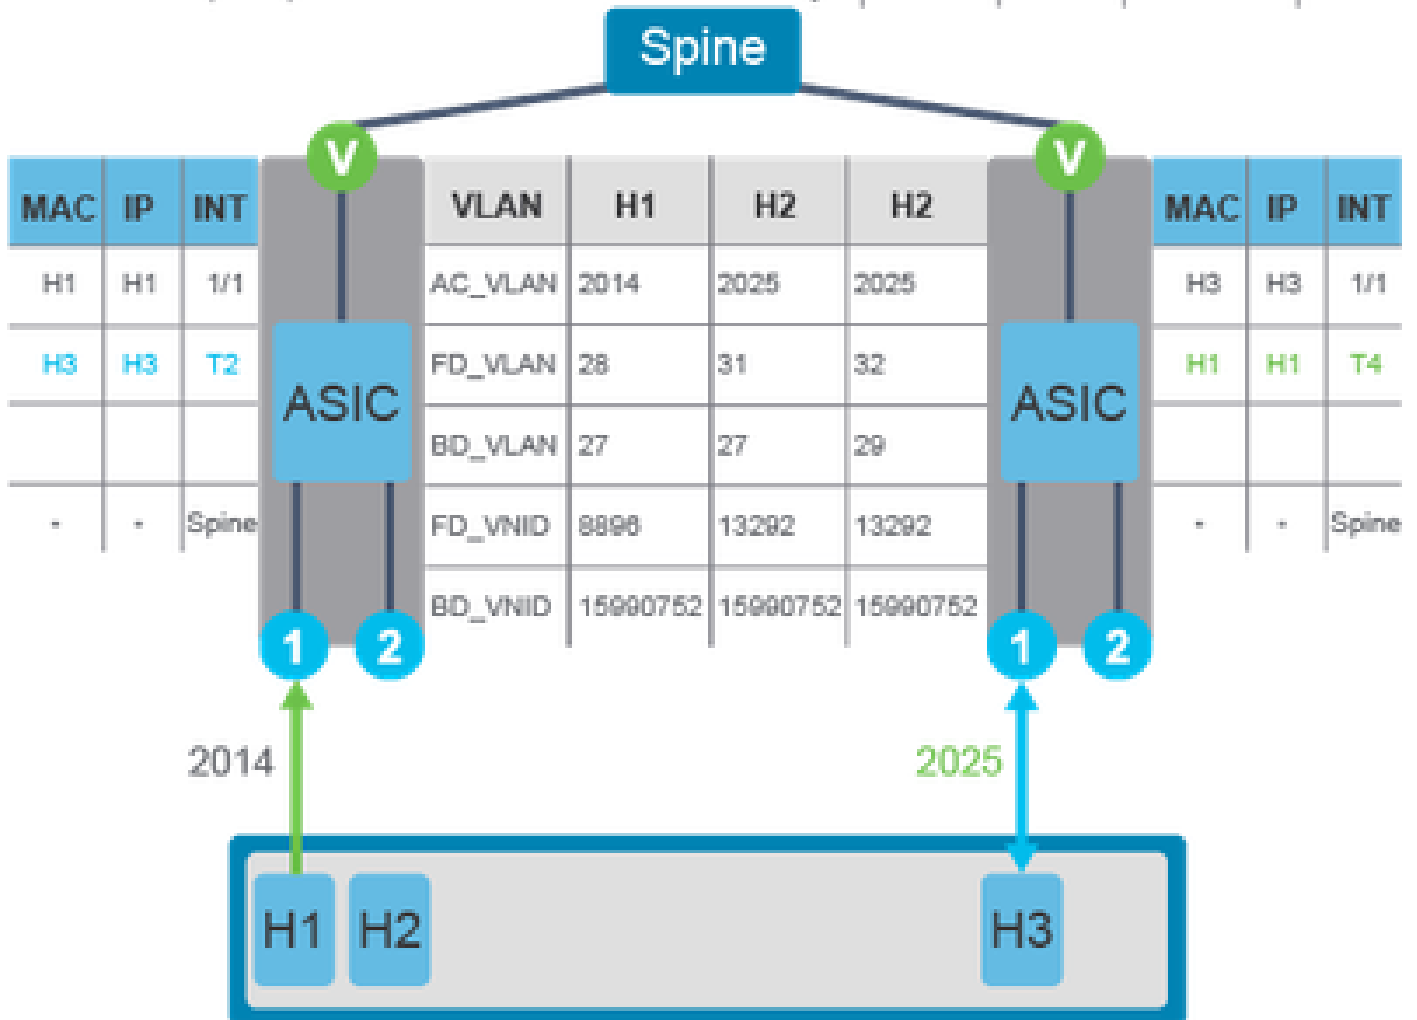 Spine
V
V
MAC IP INT
H1 H1 1/1
H3 H3 T2
- - Spine
ASIC
VLAN H1 H2 H2
AC_VLAN 2014 2025 2025
FD_VLAN 28 31 32
BD_VLAN 27 27 29
FD_VNID 8896 13292 13292
BD_VNID 15990752 15990752 15990752
ASIC
MAC IP INT
H3 H3 1/1
H1 H1 T4
- - Spine
1 2
1 2
2014
2025
H1 H2
H3